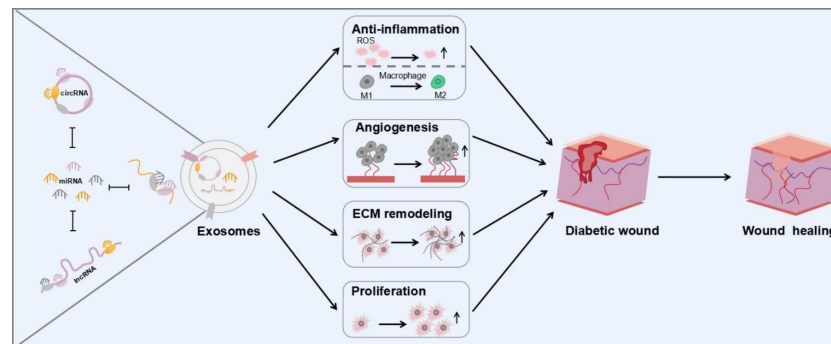 circRNA
miRNA
lncRNA
Exosomes
Anti-inflammation
ROS
Macrophage
M1
M2
Angiogenesis
ECM remodeling
Proliferation
Diabetic wound
Wound healing